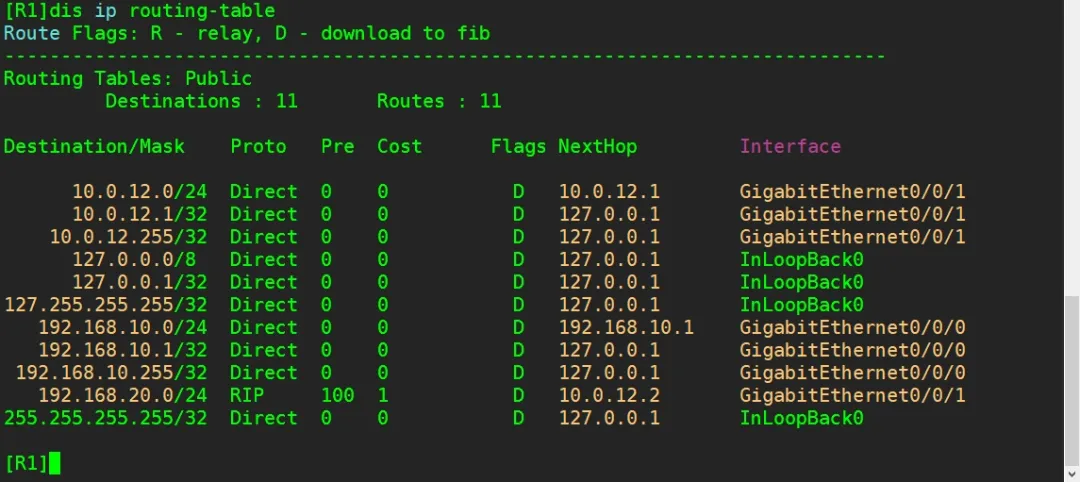 [R1]dis ip routing-table
Route Flags: R - relay, D - download to fib
------------------------------------------------------------------------------
Routing Tables: Public
         Destinations : 11       Routes : 11

Destination/Mask    Proto   Pre  Cost      Flags NextHop         Interface

      10.0.12.0/24  Direct  0    0           D   10.0.12.1       GigabitEthernet0/0/1
      10.0.12.1/32  Direct  0    0           D   127.0.0.1       GigabitEthernet0/0/1
    10.0.12.255/32  Direct  0    0           D   127.0.0.1       GigabitEthernet0/0/1
      127.0.0.0/8   Direct  0    0           D   127.0.0.1       InLoopBack0
      127.0.0.1/32  Direct  0    0           D   127.0.0.1       InLoopBack0
127.255.255.255/32  Direct  0    0           D   127.0.0.1       InLoopBack0
   192.168.10.0/24  Direct  0    0           D   192.168.10.1    GigabitEthernet0/0/0
   192.168.10.1/32  Direct  0    0           D   127.0.0.1       GigabitEthernet0/0/0
 192.168.10.255/32  Direct  0    0           D   127.0.0.1       GigabitEthernet0/0/0
   192.168.20.0/24  RIP     100  1           D   10.0.12.2       GigabitEthernet0/0/1
255.255.255.255/32  Direct  0    0           D   127.0.0.1       InLoopBack0

[R1]